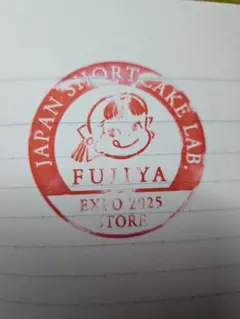 JAPAN SHORTCAKE LAB.
FUJIYA
EXPO 2025
STORE